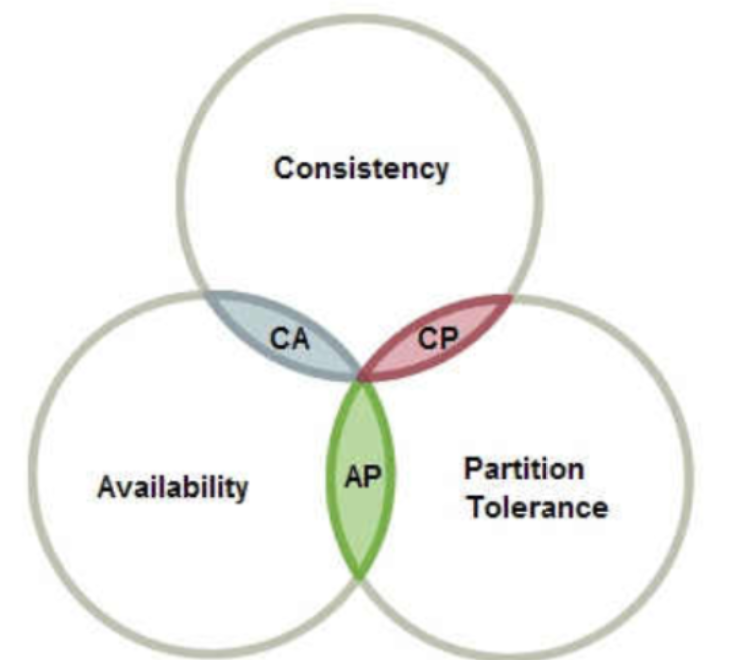 Consistency
CA
CP
Availability
AP
Partition
Tolerance